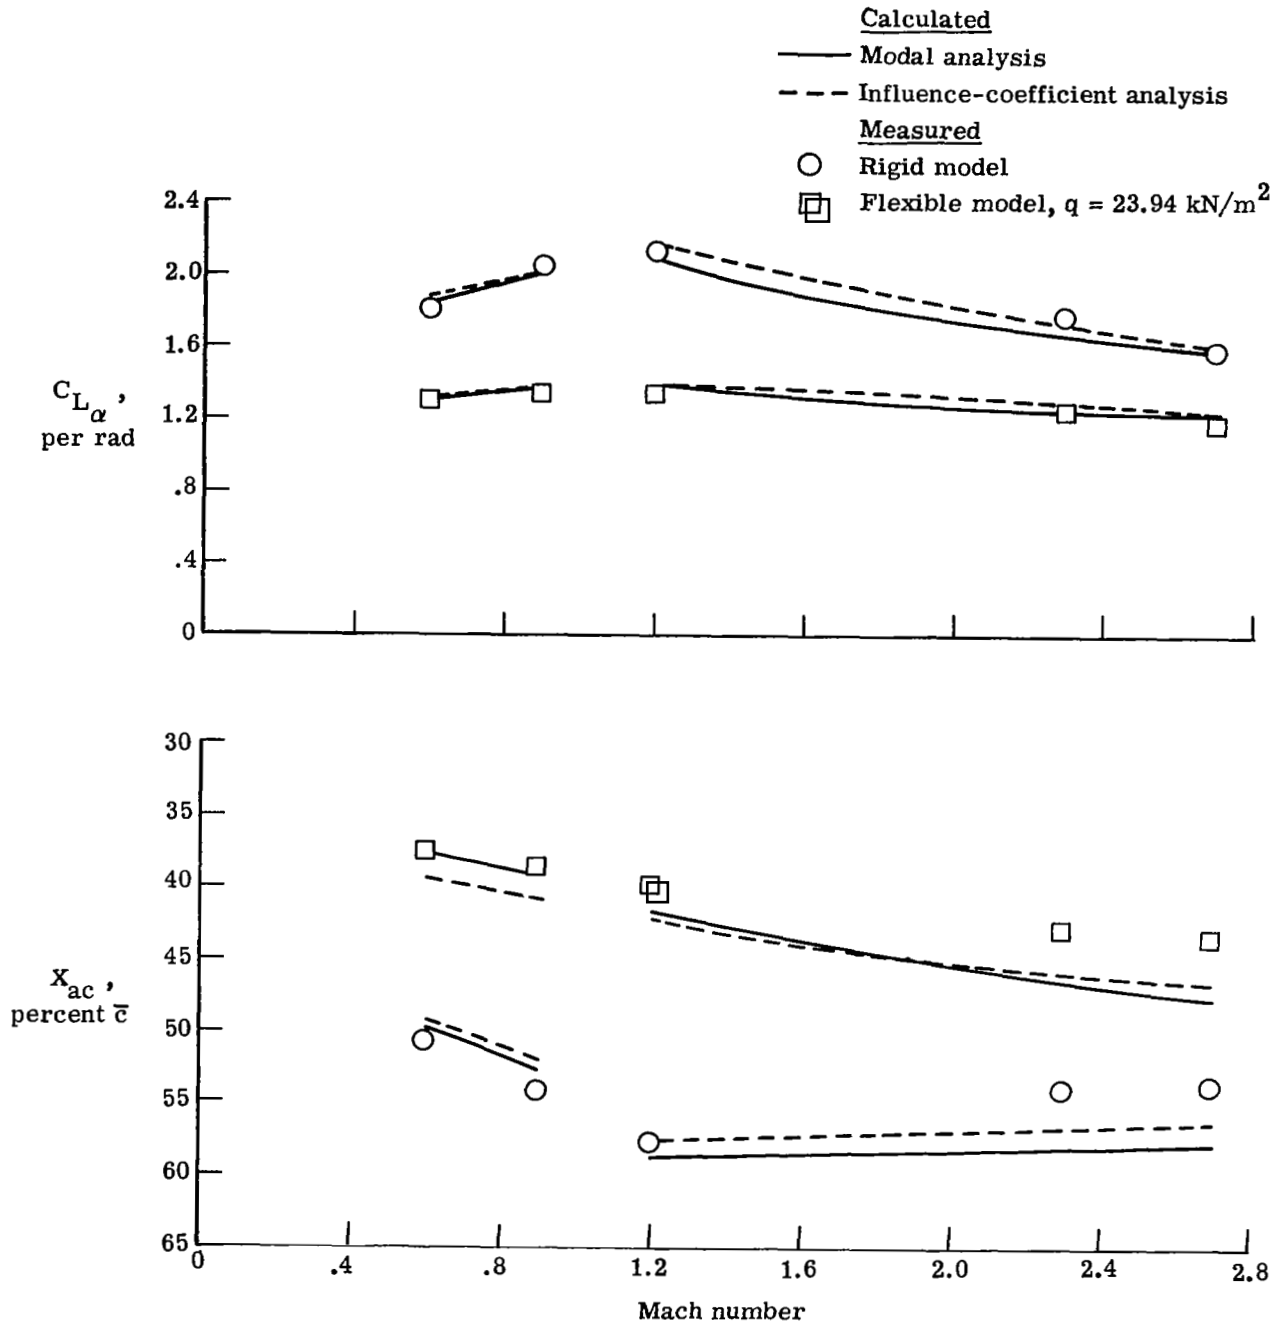 Calculated
Modal analysis
Influence-coefficient analysis
Measured
Rigid model
Flexible model, q = 23.94 kN/m²
2.4
2.0
1.6
1.2
.8
.4
0
C_Lα,
per rad
30
35
40
45
50
55
60
65
X_ac,
percent c̄
0 .4 .8 1.2 1.6 2.0 2.4 2.8
Mach number